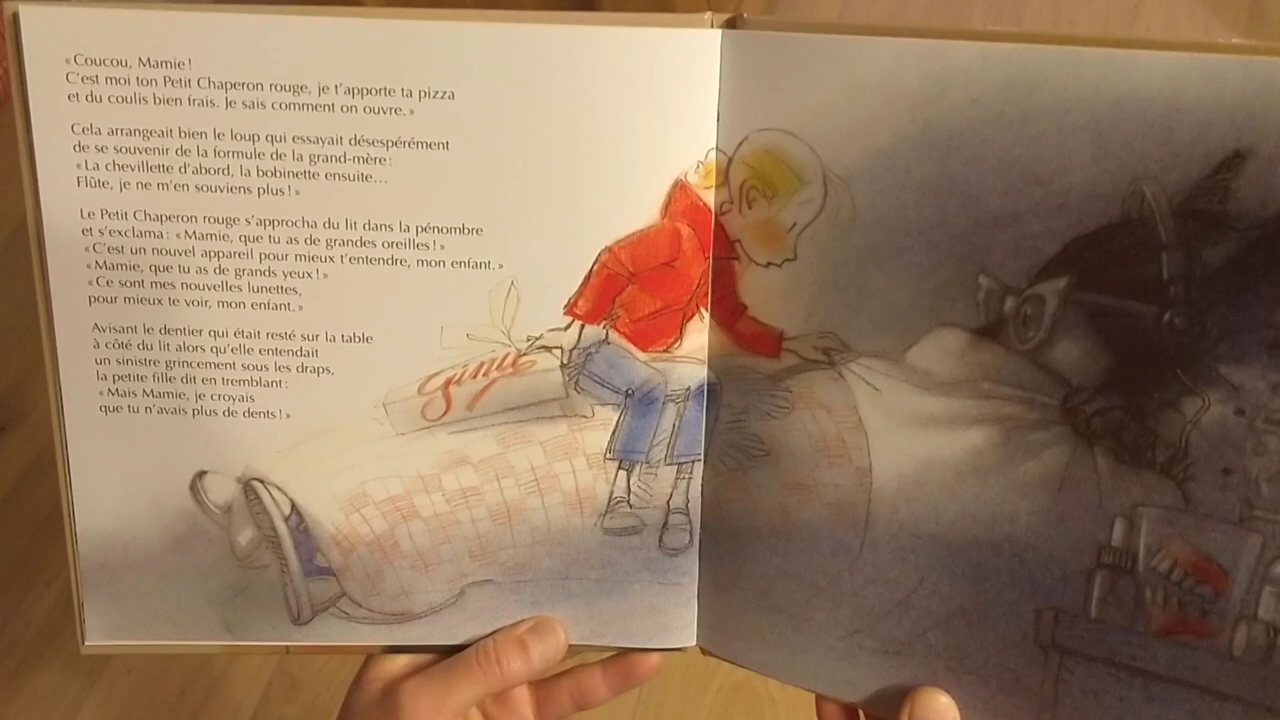 « Coucou, Mamie !
C'est moi ton Petit Chaperon rouge, je t'apporte ta pizza
et du coulis bien frais. Je sais comment on ouvre. »
Cela arrangeait bien le loup qui essayait désespérément
de se souvenir de la formule de la grand-mère :
« La chevillette d'abord, la bobinette ensuite…
Flûte, je ne m'en souviens plus ! »
Le Petit Chaperon rouge s'approcha du lit dans la pénombre
et s'exclama : « Mamie, que tu as de grandes oreilles ! »
« C'est un nouvel appareil pour mieux t'entendre, mon enfant. »
« Mamie, que tu as de grands yeux ! »
« Ce sont mes nouvelles lunettes,
pour mieux te voir, mon enfant. »
Avisant le dentier qui était resté sur la table
à côté du lit alors qu'elle entendait
un sinistre grincement sous les draps,
la petite fille dit en tremblant :
« Mais Mamie, je croyais
que tu n'avais plus de dents ! »